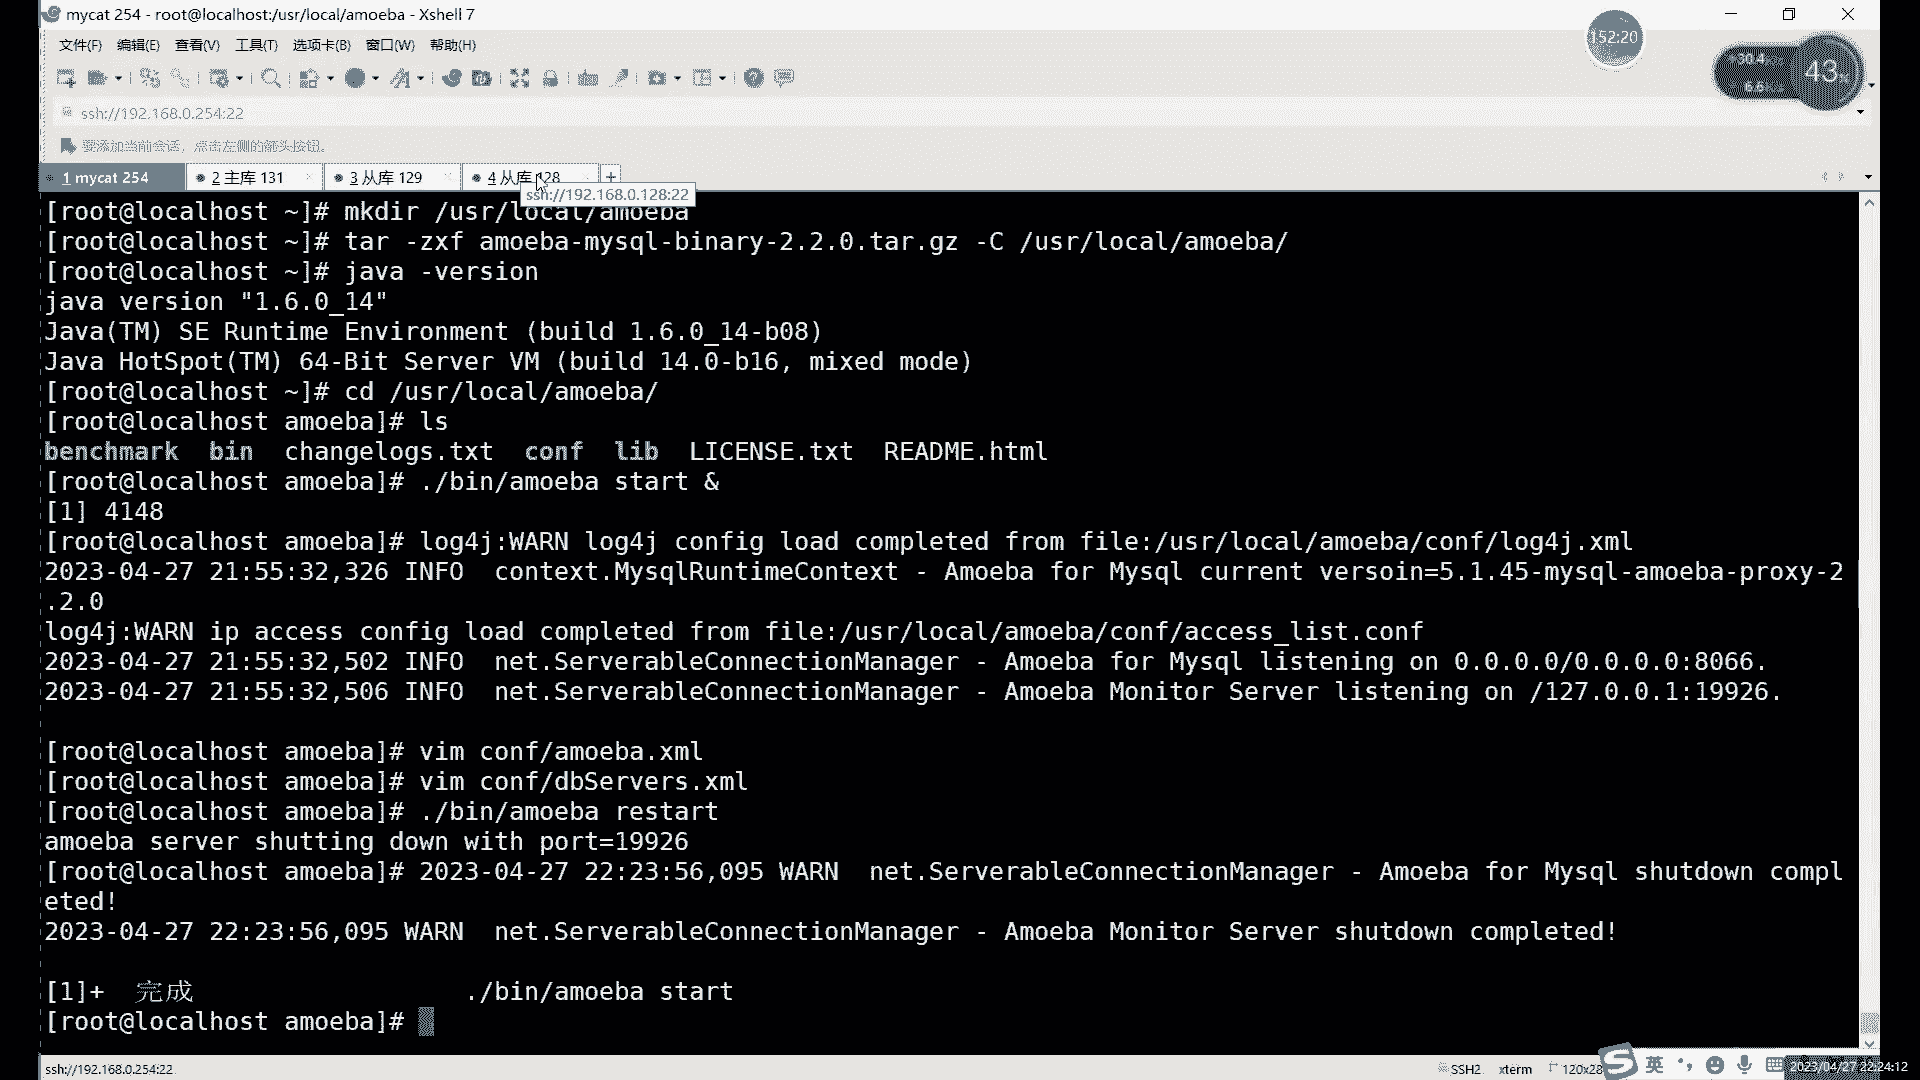 mycat 254 - root@localhost:/usr/local/amoeba - Xshell 7
文件(F) 编辑(E) 查看(V) 工具(T) 选项卡(B) 窗口(W) 帮助(H)
152:20
30.4
6.6
43
ssh://192.168.0.254:22
要添加当前会话，点击左侧的箭头按钮。
1 mycat 254 2 主库 131 3 从库 129 4 从库 128
ssh://192.168.0.128:22
[root@localhost ~]# mkdir /usr/local/amoeba
[root@localhost ~]# tar -zxf amoeba-mysql-binary-2.2.0.tar.gz -C /usr/local/amoeba/
[root@localhost ~]# java -version
java version "1.6.0_14"
Java(TM) SE Runtime Environment (build 1.6.0_14-b08)
Java HotSpot(TM) 64-Bit Server VM (build 14.0-b16, mixed mode)
[root@localhost ~]# cd /usr/local/amoeba/
[root@localhost amoeba]# ls
benchmark bin changelogs.txt conf lib LICENSE.txt README.html
[root@localhost amoeba]# ./bin/amoeba start &
[1] 4148
[root@localhost amoeba]# log4j:WARN log4j config load completed from file:/usr/local/amoeba/conf/log4j.xml
2023-04-27 21:55:32,326 INFO context.MysqlRuntimeContext - Amoeba for Mysql current versoin=5.1.45-mysql-amoeba-proxy-2
.2.0
log4j:WARN ip access config load completed from file:/usr/local/amoeba/conf/access_list.conf
2023-04-27 21:55:32,502 INFO net.ServerableConnectionManager - Amoeba for Mysql listening on 0.0.0.0/0.0.0.0:8066.
2023-04-27 21:55:32,506 INFO net.ServerableConnectionManager - Amoeba Monitor Server listening on /127.0.0.1:19926.
[root@localhost amoeba]# vim conf/amoeba.xml
[root@localhost amoeba]# vim conf/dbServers.xml
[root@localhost amoeba]# ./bin/amoeba restart
amoeba server shutting down with port=19926
[root@localhost amoeba]# 2023-04-27 22:23:56,095 WARN net.ServerableConnectionManager - Amoeba for Mysql shutdown compl
eted!
2023-04-27 22:23:56,095 WARN net.ServerableConnectionManager - Amoeba Monitor Server shutdown completed!
[1]+ 完成 ./bin/amoeba start
[root@localhost amoeba]#
ssh://192.168.0.254:22 SSH2 xterm 120x28 英 2023/04/27 22:24:12